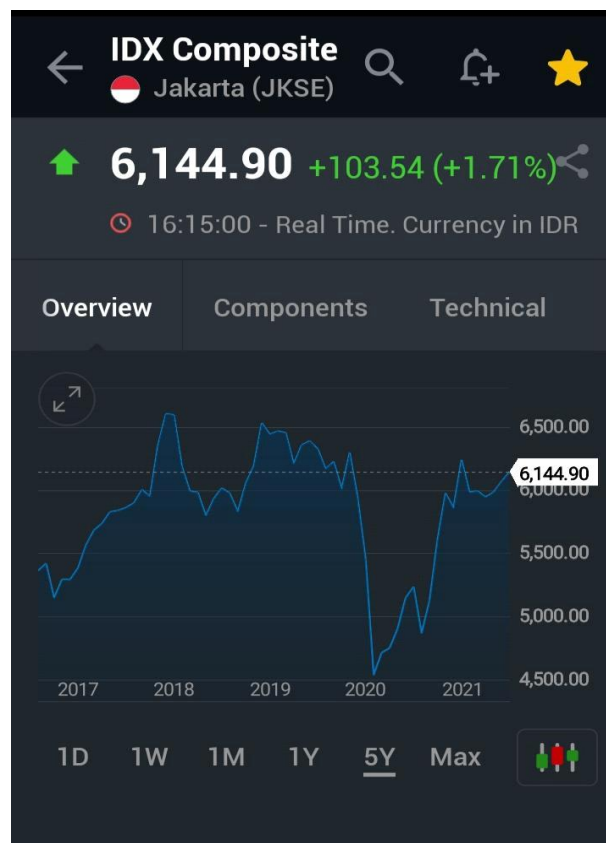 IDX Composite
Jakarta (JKSE)
6,144.90 +103.54 (+1.71%)
16:15:00 - Real Time. Currency in IDR
Overview Components Technical
6,500.00
6,144.90
6,000.00
5,500.00
5,000.00
4,500.00
2017 2018 2019 2020 2021
1D 1W 1M 1Y 5Y Max